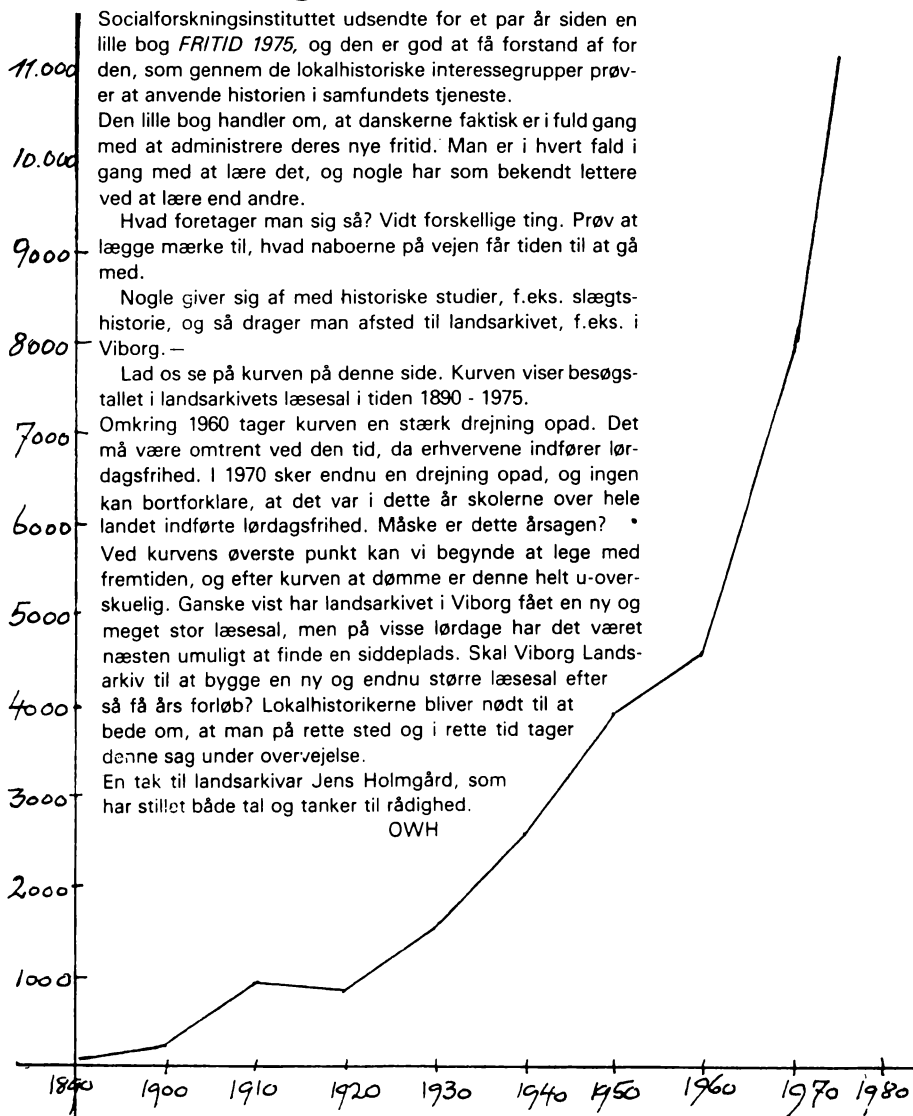 Socialforskningsinstituttet udsendte for et par år siden en
lille bog FRITID 1975, og den er god at få forstand af for
den, som gennem de lokalhistoriske interessegrupper prøv-
er at anvende historien i samfundets tjeneste.
Den lille bog handler om, at danskerne faktisk er i fuld gang
med at administrere deres nye fritid. Man er i hvert fald i
gang med at lære det, og nogle har som bekendt lettere
ved at lære end andre.
Hvad foretager man sig så? Vidt forskellige ting. Prøv at
lægge mærke til, hvad naboerne på vejen får tiden til at gå
med.
Nogle giver sig af med historiske studier, f.eks. slægts-
historie, og så drager man afsted til landsarkivet, f.eks. i
Viborg. —
Lad os se på kurven på denne side. Kurven viser besøgs-
tallet i landsarkivets læsesal i tiden 1890 - 1975.
Omkring 1960 tager kurven en stærk drejning opad. Det
må være omtrent ved den tid, da erhvervene indfører lør-
dagsfrihed. I 1970 sker endnu en drejning opad, og ingen
kan bortforklare, at det var i dette år skolerne over hele
landet indførte lørdagsfrihed. Måske er dette årsagen?
Ved kurvens øverste punkt kan vi begynde at lege med
fremtiden, og efter kurven at dømme er denne helt u-over-
skuelig. Ganske vist har landsarkivet i Viborg fået en ny og
meget stor læsesal, men på visse lørdage har det været
næsten umuligt at finde en siddeplads. Skal Viborg Lands-
arkiv til at bygge en ny og endnu større læsesal efter
så få års forløb? Lokalhistorikerne bliver nødt til at
bede om, at man på rette sted og i rette tid tager
denne sag under overvejelse.
En tak til landsarkivar Jens Holmgård, som
har stillet både tal og tanker til rådighed.
OWH
11.000
10.000
9000
8000
7000
6000
5000
4000
3000
2000
1000
1890 1900 1910 1920 1930 1940 1950 1960 1970 1980